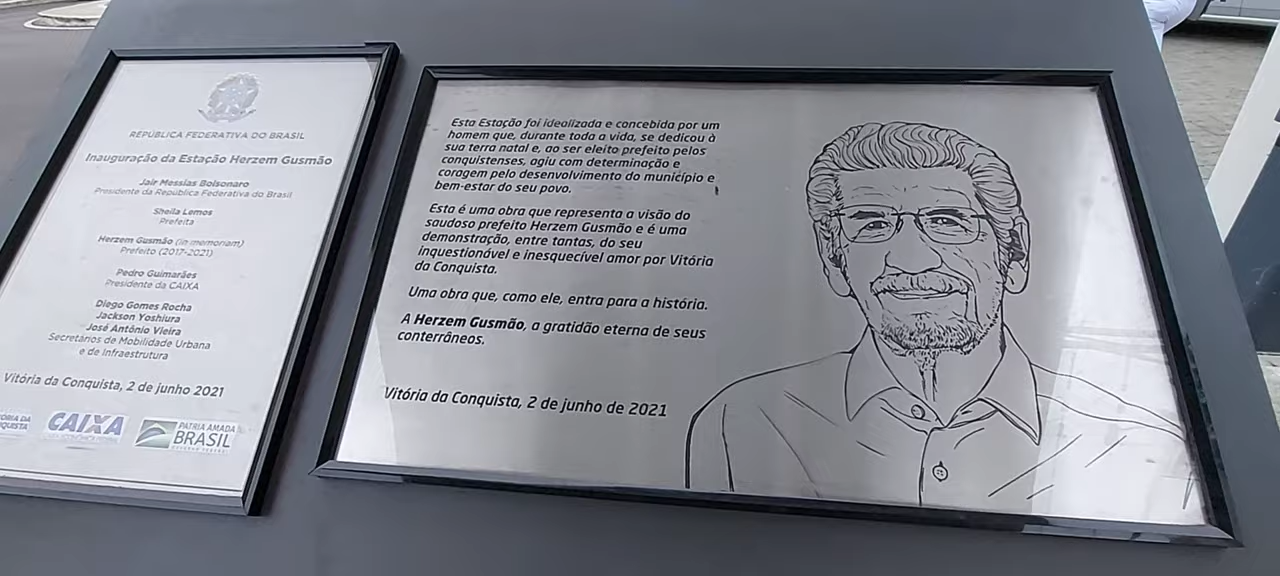 REPÚBLICA FEDERATIVA DO BRASIL
Inauguração da Estação Herzem Gusmão
Jair Messias Bolsonaro
Presidente da República Federativa do Brasil
Sheila Lemos
Prefeita
Herzem Gusmão (in memoriam)
Prefeito (2017-2021)
Pedro Guimarães
Presidente da CAIXA
Diego Gomes Rocha
Jackson Yoshiura
José Antônio Vieira
Secretários de Mobilidade Urbana
e de Infraestrutura
Vitória da Conquista, 2 de junho 2021
CAIXA
PÁTRIA AMADA
BRASIL
Esta Estação foi idealizada e concebida por um
homem que, durante toda a vida, se dedicou à
sua terra natal e, ao ser eleito prefeito pelos
conquistenses, agiu com determinação e
coragem pelo desenvolvimento do município e
bem-estar do seu povo.
Esta é uma obra que representa a visão do
saudoso prefeito Herzem Gusmão e é uma
demonstração, entre tantas, do seu
inquestionável e inesquecível amor por Vitória
da Conquista.
Uma obra que, como ele, entra para a história.
A Herzem Gusmão, a gratidão eterna de seus
conterrâneos.
Vitória da Conquista, 2 de junho de 2021